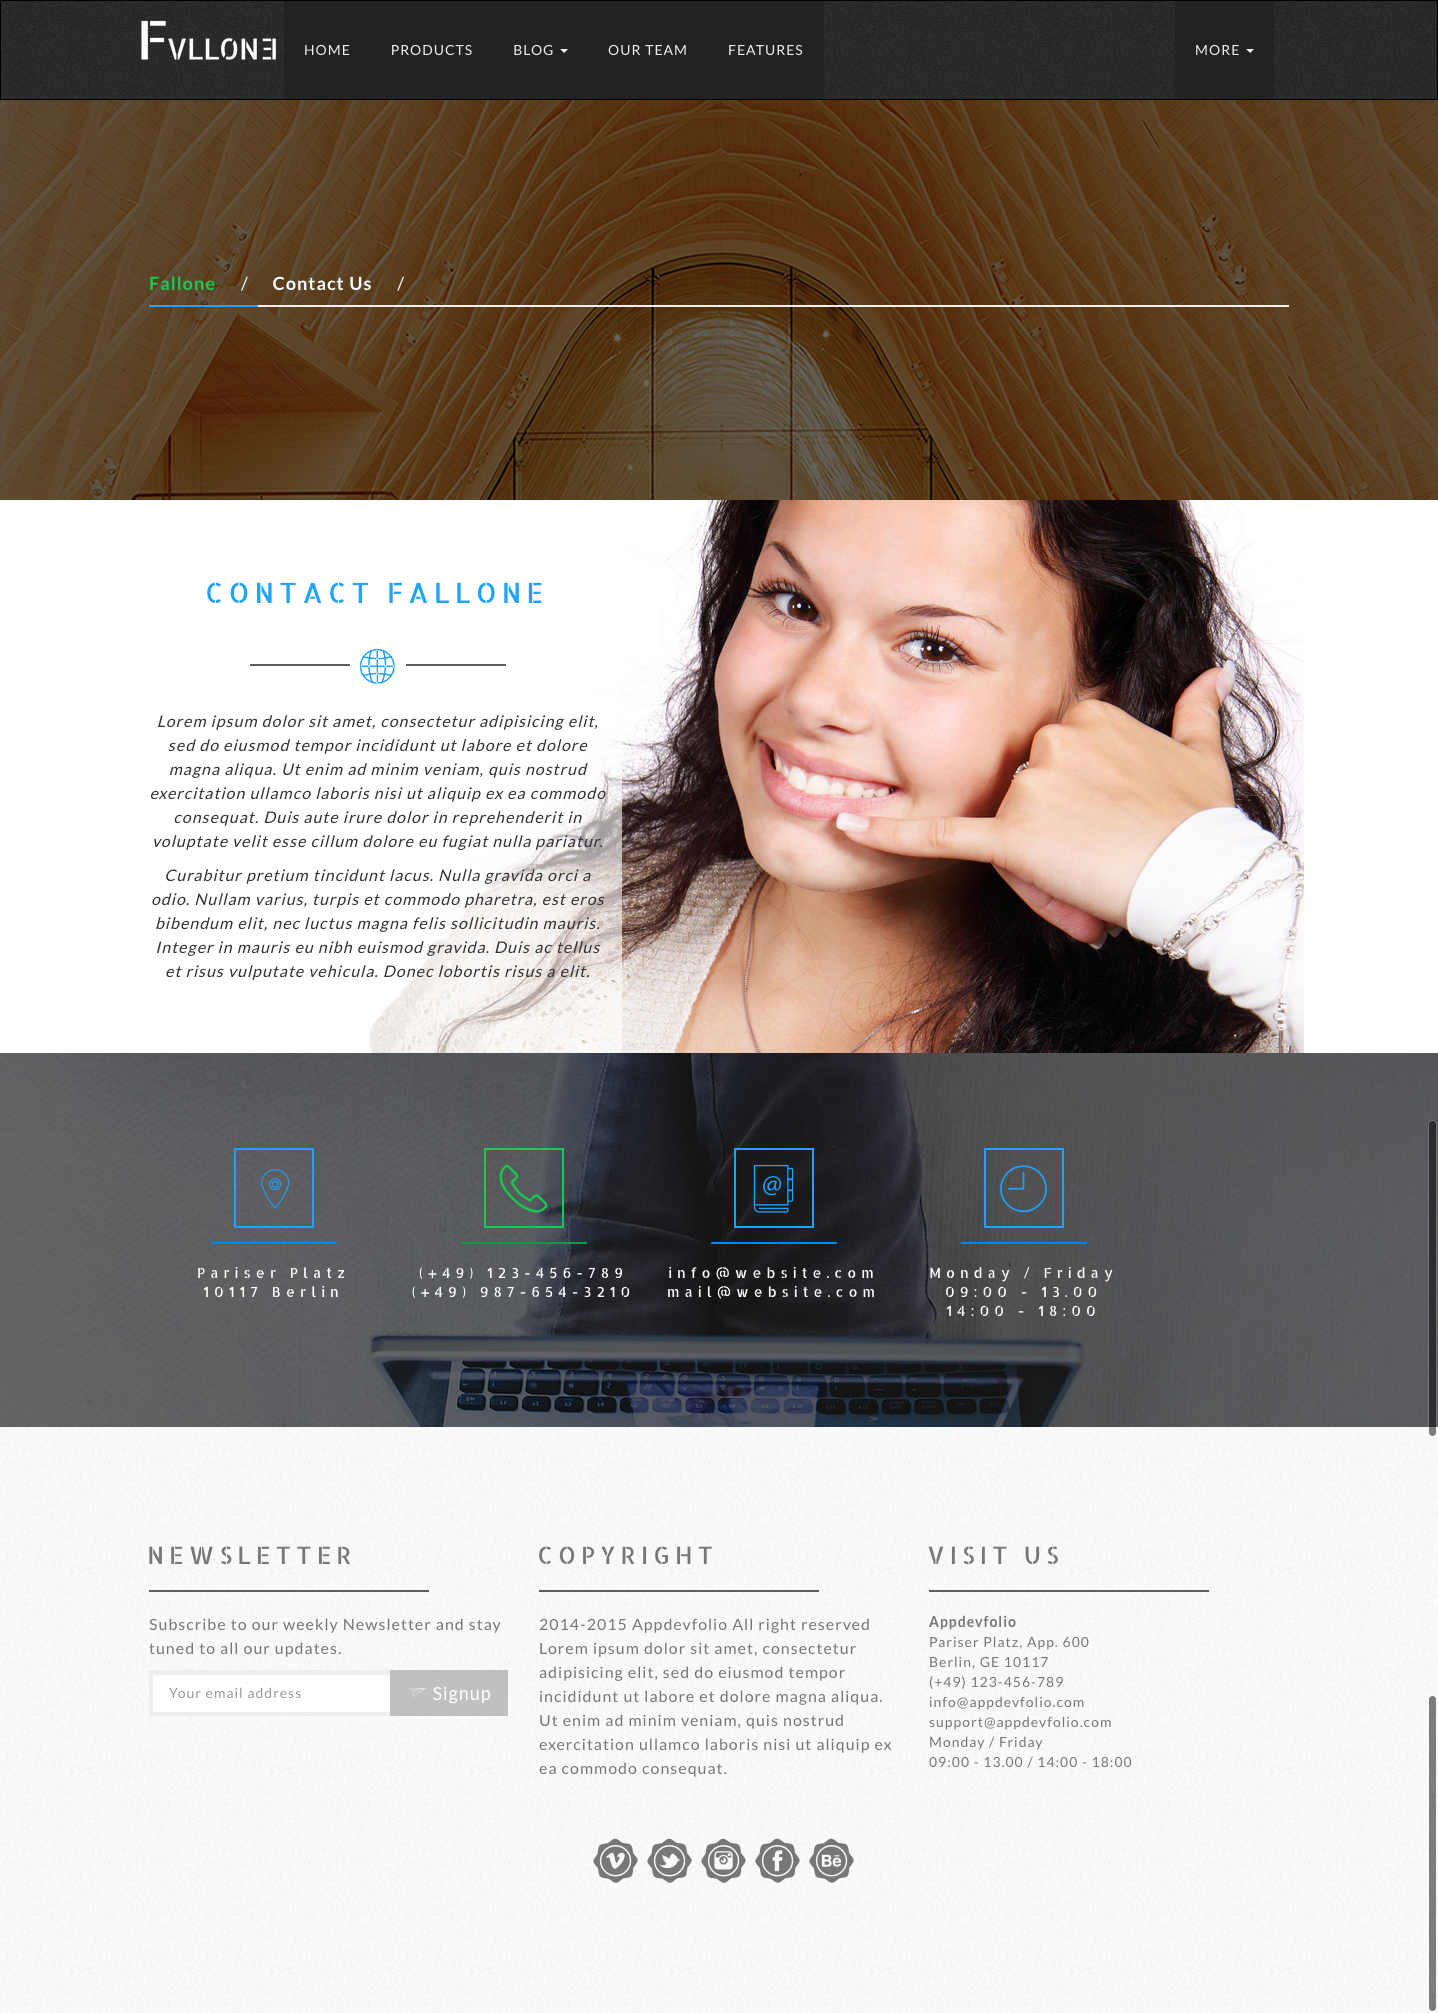 FVLLONE
HOME PRODUCTS BLOG OUR TEAM FEATURES MORE
Fallone / Contact Us /
CONTACT FALLONE
Lorem ipsum dolor sit amet, consectetur adipisicing elit,
sed do eiusmod tempor incididunt ut labore et dolore
magna aliqua. Ut enim ad minim veniam, quis nostrud
exercitation ullamco laboris nisi ut aliquip ex ea commodo
consequat. Duis aute irure dolor in reprehenderit in
voluptate velit esse cillum dolore eu fugiat nulla pariatur.
Curabitur pretium tincidunt lacus. Nulla gravida orci a
odio. Nullam varius, turpis et commodo pharetra, est eros
bibendum elit, nec luctus magna felis sollicitudin mauris.
Integer in mauris eu nibh euismod gravida. Duis ac tellus
et risus vulputate vehicula. Donec lobortis risus a elit.
@
Pariser Platz
10117 Berlin
(+49) 123-456-789
(+49) 987-654-3210
info@website.com
mail@website.com
Monday / Friday
09:00 - 13.00
14:00 - 18:00
NEWSLETTER
Subscribe to our weekly Newsletter and stay
tuned to all our updates.
Your email address
Signup
COPYRIGHT
2014-2015 Appdevfolio All right reserved
Lorem ipsum dolor sit amet, consectetur
adipisicing elit, sed do eiusmod tempor
incididunt ut labore et dolore magna aliqua.
Ut enim ad minim veniam, quis nostrud
exercitation ullamco laboris nisi ut aliquip ex
ea commodo consequat.
VISIT US
Appdevfolio
Pariser Platz, App. 600
Berlin, GE 10117
(+49) 123-456-789
info@appdevfolio.com
support@appdevfolio.com
Monday / Friday
09:00 - 13.00 / 14:00 - 18:00
Bē